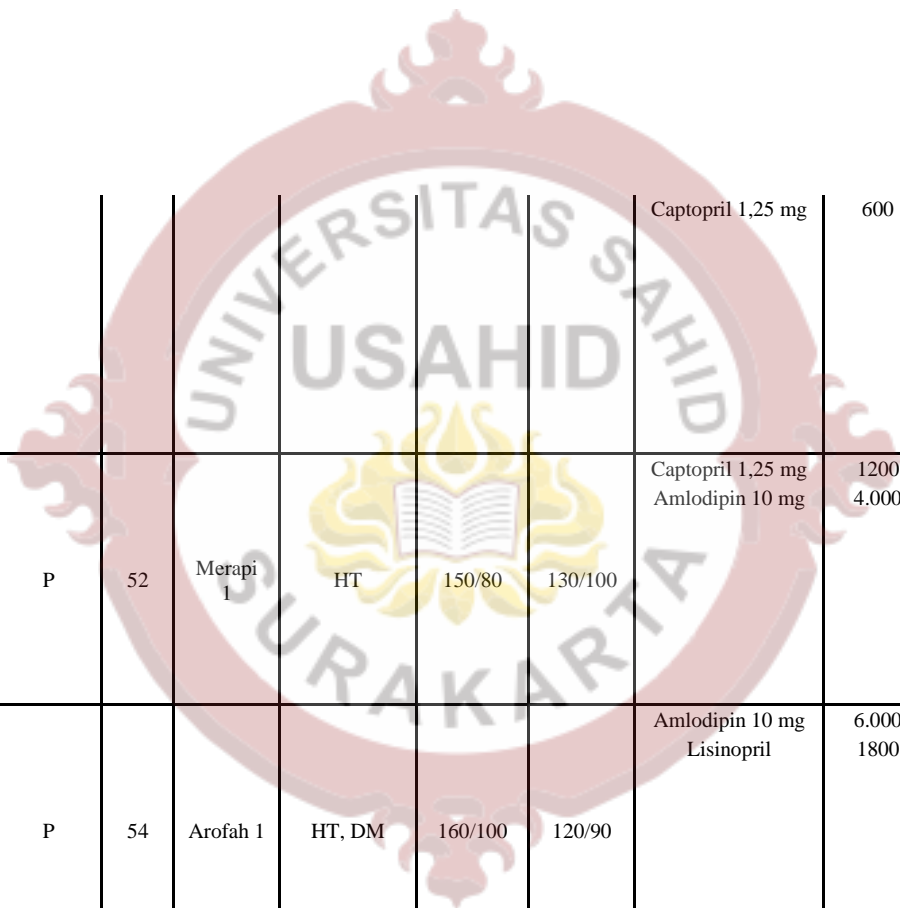 UNIVERSITAS SAHID
USAHID
SURAKARTA
Captopril 1,25 mg 600
Captopril 1,25 mg 1200
Amlodipin 10 mg 4.000
P 52 Merapi 1 HT 150/80 130/100
Amlodipin 10 mg 6.000
Lisinopril 1800
P 54 Arofah 1 HT, DM 160/100 120/90